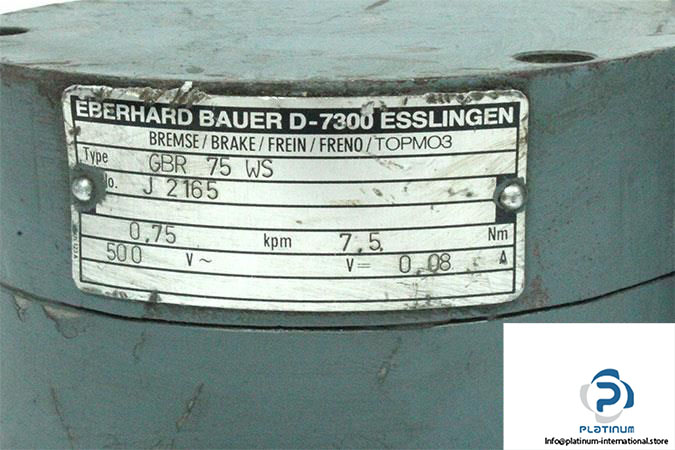 EBERHARD BAUER D-7300 ESSLINGEN
BREMSE/BRAKE/FREIN/FRENO/TOPMO3
Type GBR 75 WS
No. J 2165
0,75 kpm 7,5 Nm
500 V~ V= 0,08 A
PLATINUM
Info@platinum-international.store